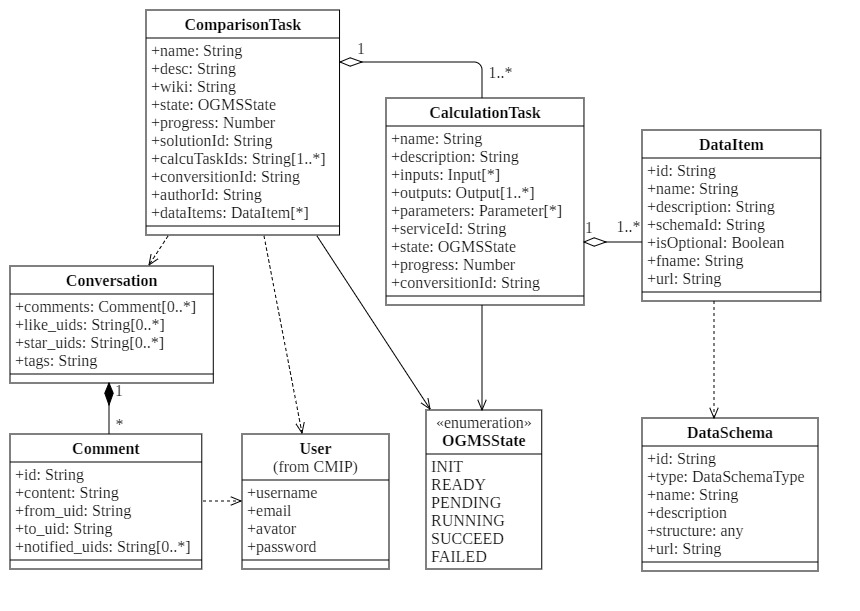 ComparisonTask
+name: String
+desc: String
+wiki: String
+state: OGMSState
+progress: Number
+solutionId: String
+calcuTaskIds: String[1..*]
+conversitionId: String
+authorId: String
+dataItems: DataItem[*]
1
1..*
CalculationTask
+name: String
+description: String
+inputs: Input[*]
+outputs: Output[1..*]
+parameters: Parameter[*]
+serviceId: String
+state: OGMSState
+progress: Number
+conversitionId: String
1
1..*
DataItem
+id: String
+name: String
+description: String
+schemaId: String
+isOptional: Boolean
+fname: String
+url: String
Conversation
+comments: Comment[0..*]
+like_uids: String[0..*]
+star_uids: String[0..*]
+tags: String
1
*
Comment
+id: String
+content: String
+from_uid: String
+to_uid: String
+notified_uids: String[0..*]
User
(from CMIP)
+username
+email
+avator
+password
«enumeration»
OGMSState
INIT
READY
PENDING
RUNNING
SUCCEED
FAILED
DataSchema
+id: String
+type: DataSchemaType
+name: String
+description
+structure: any
+url: String